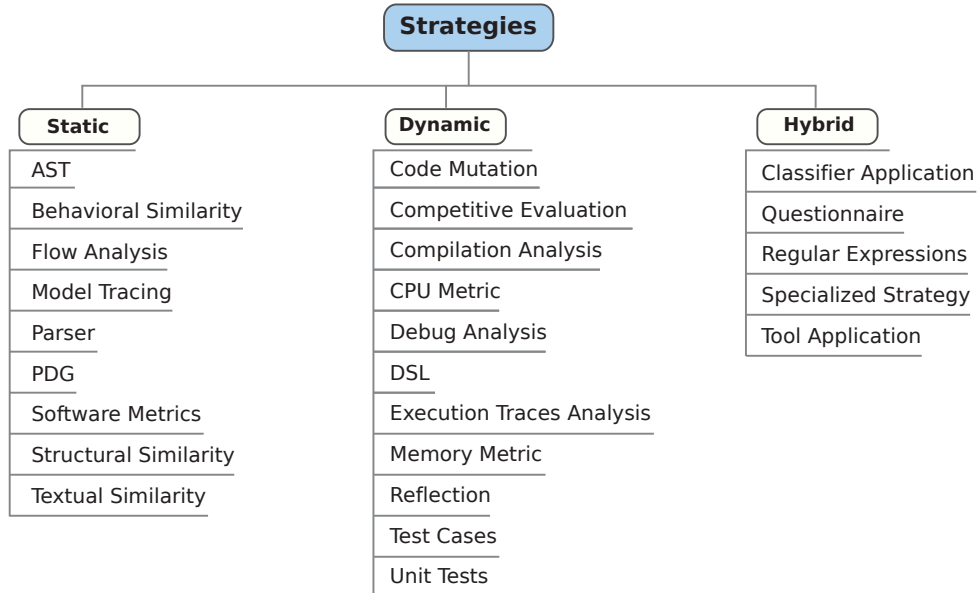 Strategies
Static
AST
Behavioral Similarity
Flow Analysis
Model Tracing
Parser
PDG
Software Metrics
Structural Similarity
Textual Similarity
Dynamic
Code Mutation
Competitive Evaluation
Compilation Analysis
CPU Metric
Debug Analysis
DSL
Execution Traces Analysis
Memory Metric
Reflection
Test Cases
Unit Tests
Hybrid
Classifier Application
Questionnaire
Regular Expressions
Specialized Strategy
Tool Application